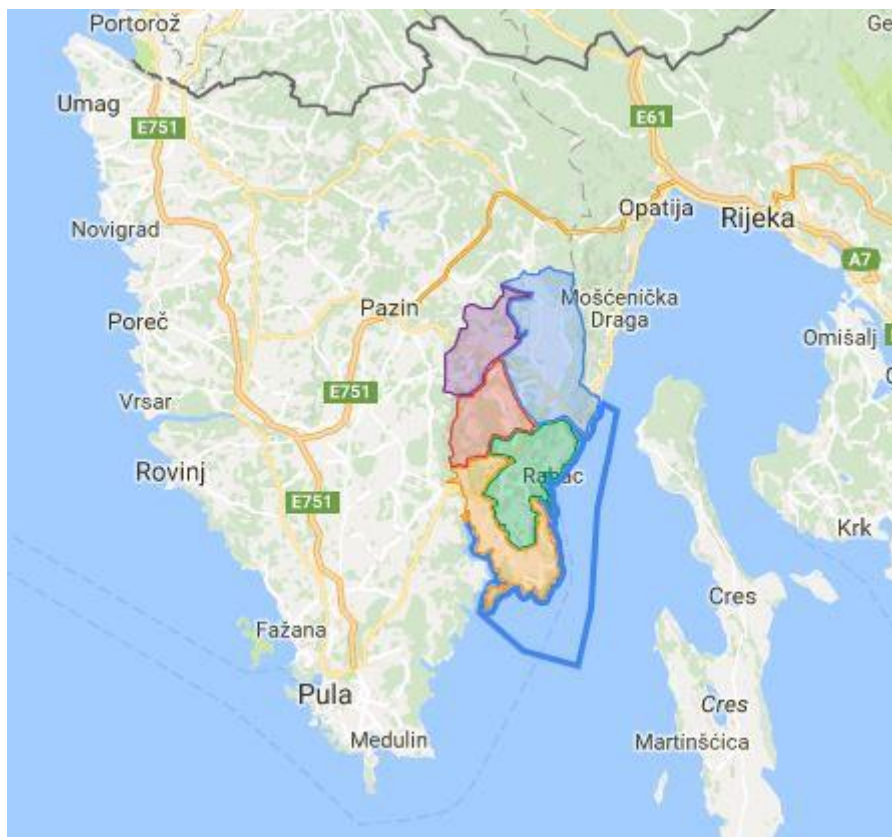 Portorož
Ge
Umag
E751
E61
Opatija
Rijeka
Novigrad
A7
Mošćenička
Draga
Pazin
Poreč
Omišalj
E751
Vrsar
Rovinj
Rabac
E751
Krk
Cres
Fažana
Pula
Cres
Medulin
Martinšćica